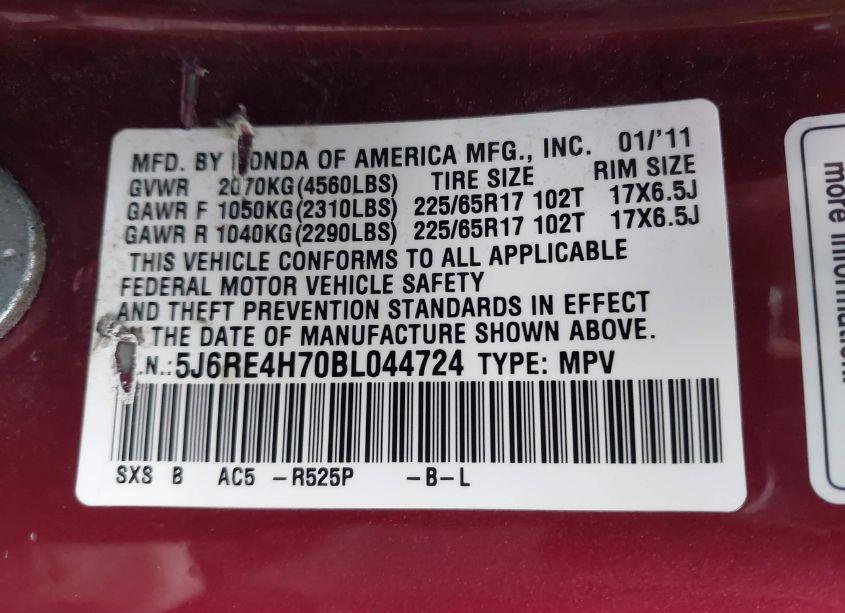 MFD. BY HONDA OF AMERICA MFG., INC. 01/'11
GVWR 2070KG(4560LBS) TIRE SIZE RIM SIZE
GAWR F 1050KG(2310LBS) 225/65R17 102T 17X6.5J
GAWR R 1040KG(2290LBS) 225/65R17 102T 17X6.5J
THIS VEHICLE CONFORMS TO ALL APPLICABLE
FEDERAL MOTOR VEHICLE SAFETY
AND THEFT PREVENTION STANDARDS IN EFFECT
THE DATE OF MANUFACTURE SHOWN ABOVE.
.N.:5J6RE4H70BL044724 TYPE: MPV
SXS B AC5 -R525P -B-L
more information